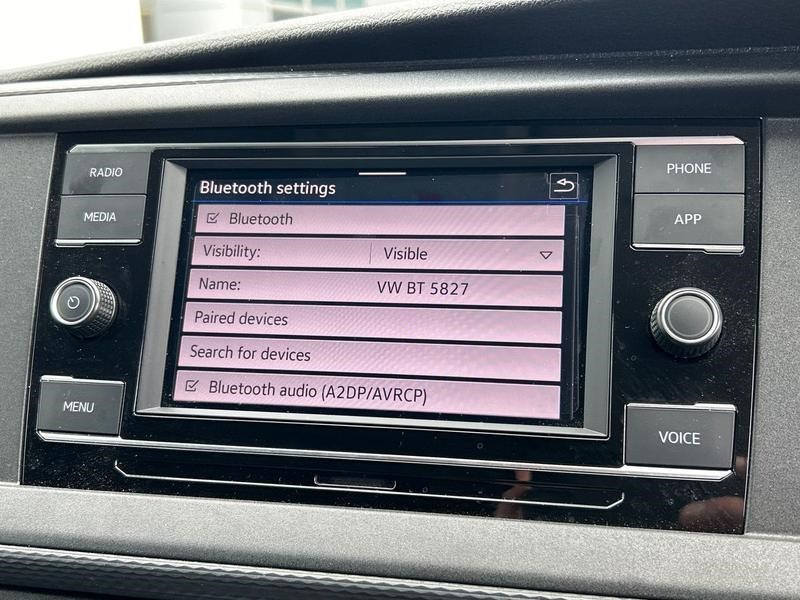 RADIO
MEDIA
MENU
Bluetooth settings
Bluetooth
Visibility: Visible
Name: VW BT 5827
Paired devices
Search for devices
Bluetooth audio (A2DP/AVRCP)
PHONE
APP
VOICE